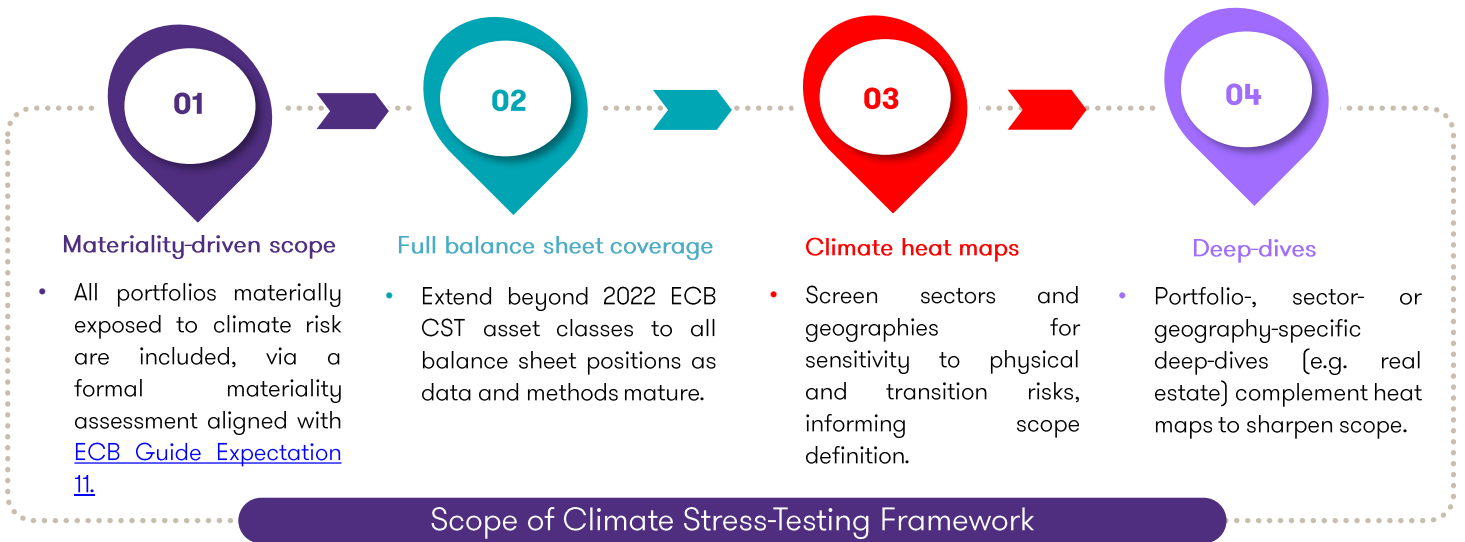 01
Materiality-driven scope
• All portfolios materially
exposed to climate risk
are included, via a
formal materiality
assessment aligned with
ECB Guide Expectation
11.
02
Full balance sheet coverage
• Extend beyond 2022 ECB
CST asset classes to all
balance sheet positions as
data and methods mature.
03
Climate heat maps
• Screen sectors and
geographies for
sensitivity to physical
and transition risks,
informing scope
definition.
04
Deep-dives
• Portfolio-, sector- or
geography-specific
deep-dives (e.g. real
estate) complement heat
maps to sharpen scope.
Scope of Climate Stress-Testing Framework